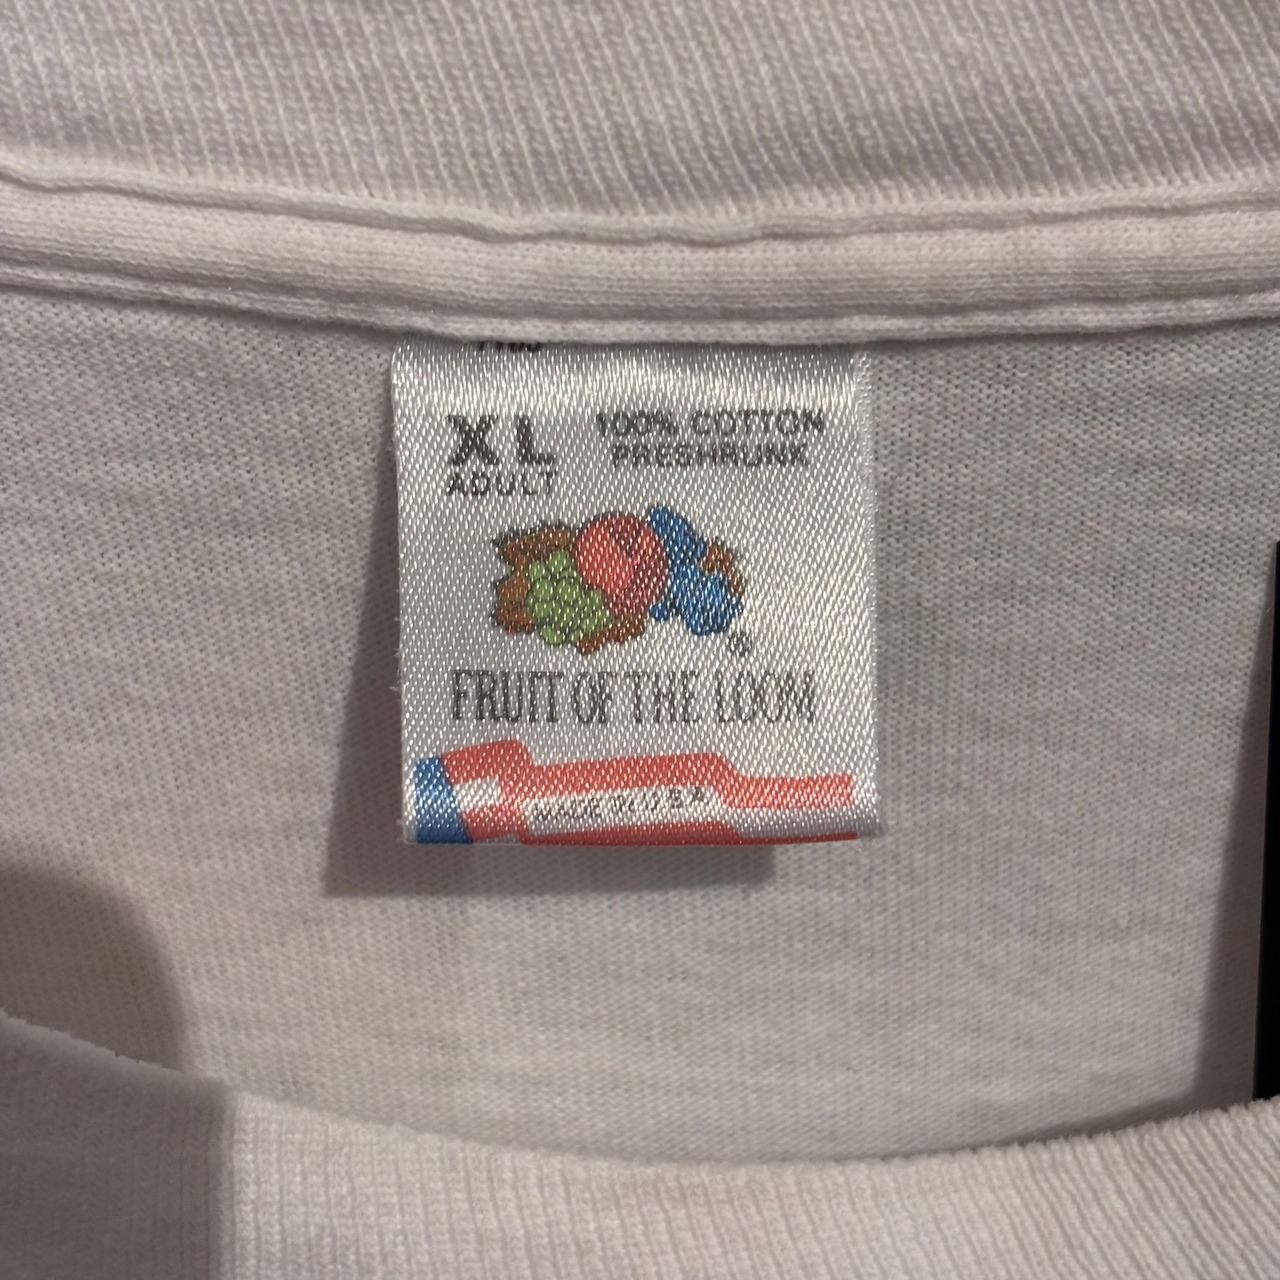 XL
ADULT
100% COTTON
PRESHRUNK
®
FRUIT OF THE LOOM
MADE IN U S A